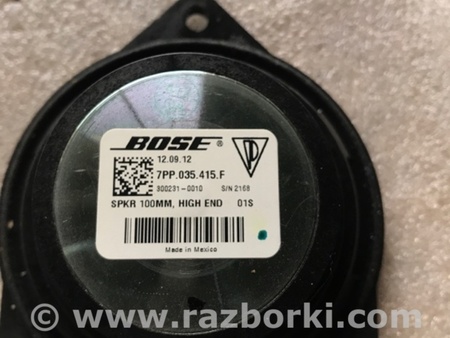 BOSE®
12.09.12
7PP.035.415.F
300231-0010 S/N 2168
SPKR 100MM, HIGH END 01S
Made in Mexico
© www.razborki.com